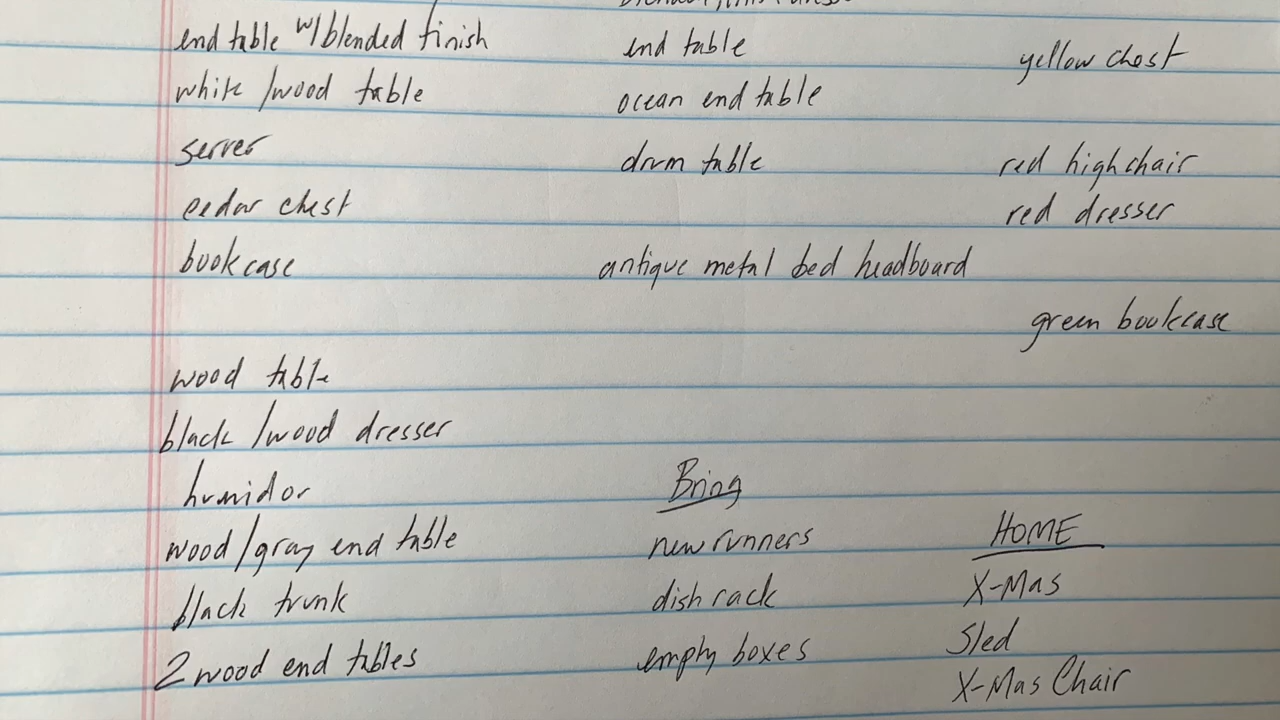 end table w/blended finish
white/wood table
server
cedar chest
bookcase
wood table
black/wood dresser
humidor
wood/gray end table
black trunk
2 wood end tables
end table
ocean end table
drum table
antique metal bed headboard
Bring
new runners
dish rack
empty boxes
yellow chest
red highchair
red dresser
green bookcase
HOME
X-Mas
Sled
X-Mas Chair